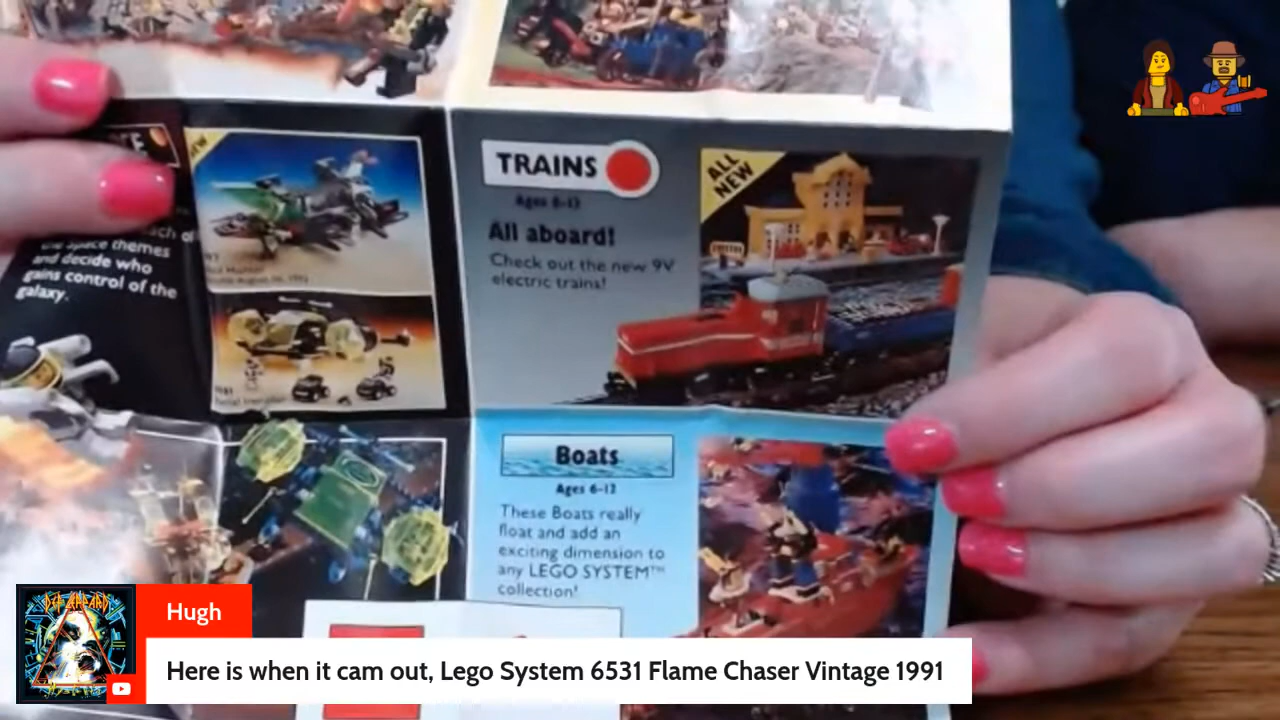 NEW
the space themes
and decide who
gains control of the
galaxy.
TRAINS
Ages 6-12
All aboard!
Check out the new 9V
electric trains!
ALL
NEW
Boats
Ages 6-12
These Boats really
float and add an
exciting dimension to
any LEGO SYSTEM™
collection!
DEF LEPPARD
Hugh
Here is when it cam out, Lego System 6531 Flame Chaser Vintage 1991